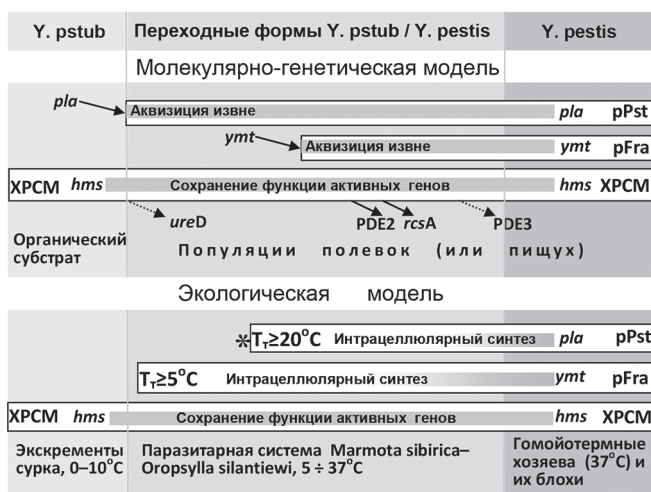 Y. pstub Переходные формы Y. pstub / Y. pestis Y. pestis
Молекулярно-генетическая модель
pla Аквизиция извне pla pPst
ymt Аквизиция извне ymt pFra
ХРСМ hms Сохранение функции активных генов hms ХРСМ
ureD PDE2 rcsA PDE3
Органический
субстрат
Популяции полевок (или пищух)
Экологическая модель
*Tт≥20°C Интрацеллюлярный синтез pla pPst
Tт≥5°C Интрацеллюлярный синтез ymt pFra
ХРСМ hms Сохранение функции активных генов hms ХРСМ
Экскременты
сурка, 0–10°C
Паразитарная система Marmota sibirica–
Oropsylla silantiewi, 5 ÷ 37°C
Гомойотермные
хозяева (37°C) и
их блохи